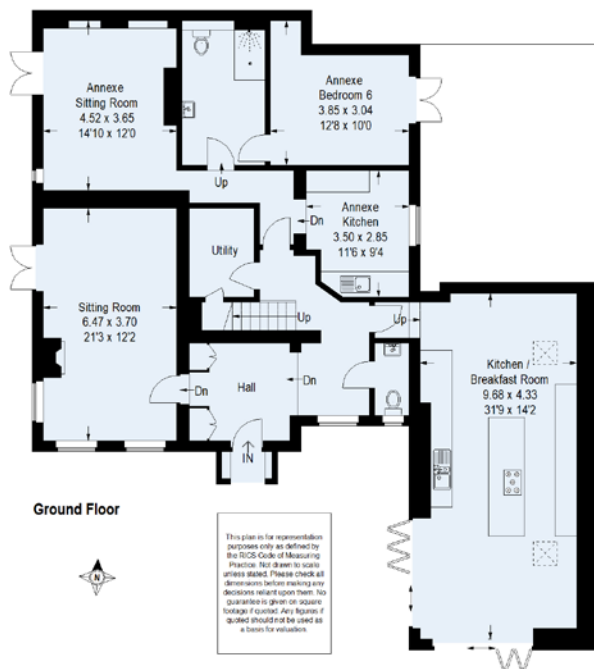 Annexe
Sitting Room
4.52 x 3.65
14'10 x 12'0
Annexe
Bedroom 6
3.85 x 3.04
12'8 x 10'0
Up
Dn
Annexe
Kitchen
3.50 x 2.85
11'6 x 9'4
Utility
Sitting Room
6.47 x 3.70
21'3 x 12'2
Up
Up
Kitchen /
Breakfast Room
9.68 x 4.33
31'9 x 14'2
Dn
Hall
Dn
IN
Ground Floor
N
This plan is for representation
purposes only as defined by
the RICS Code of Measuring
Practice. Not drawn to scale
unless stated. Please check all
dimensions before making any
decisions reliant upon them. No
guarantee is given on square
footage if quoted. Any figures if
quoted should not be used as
a basis for valuation.